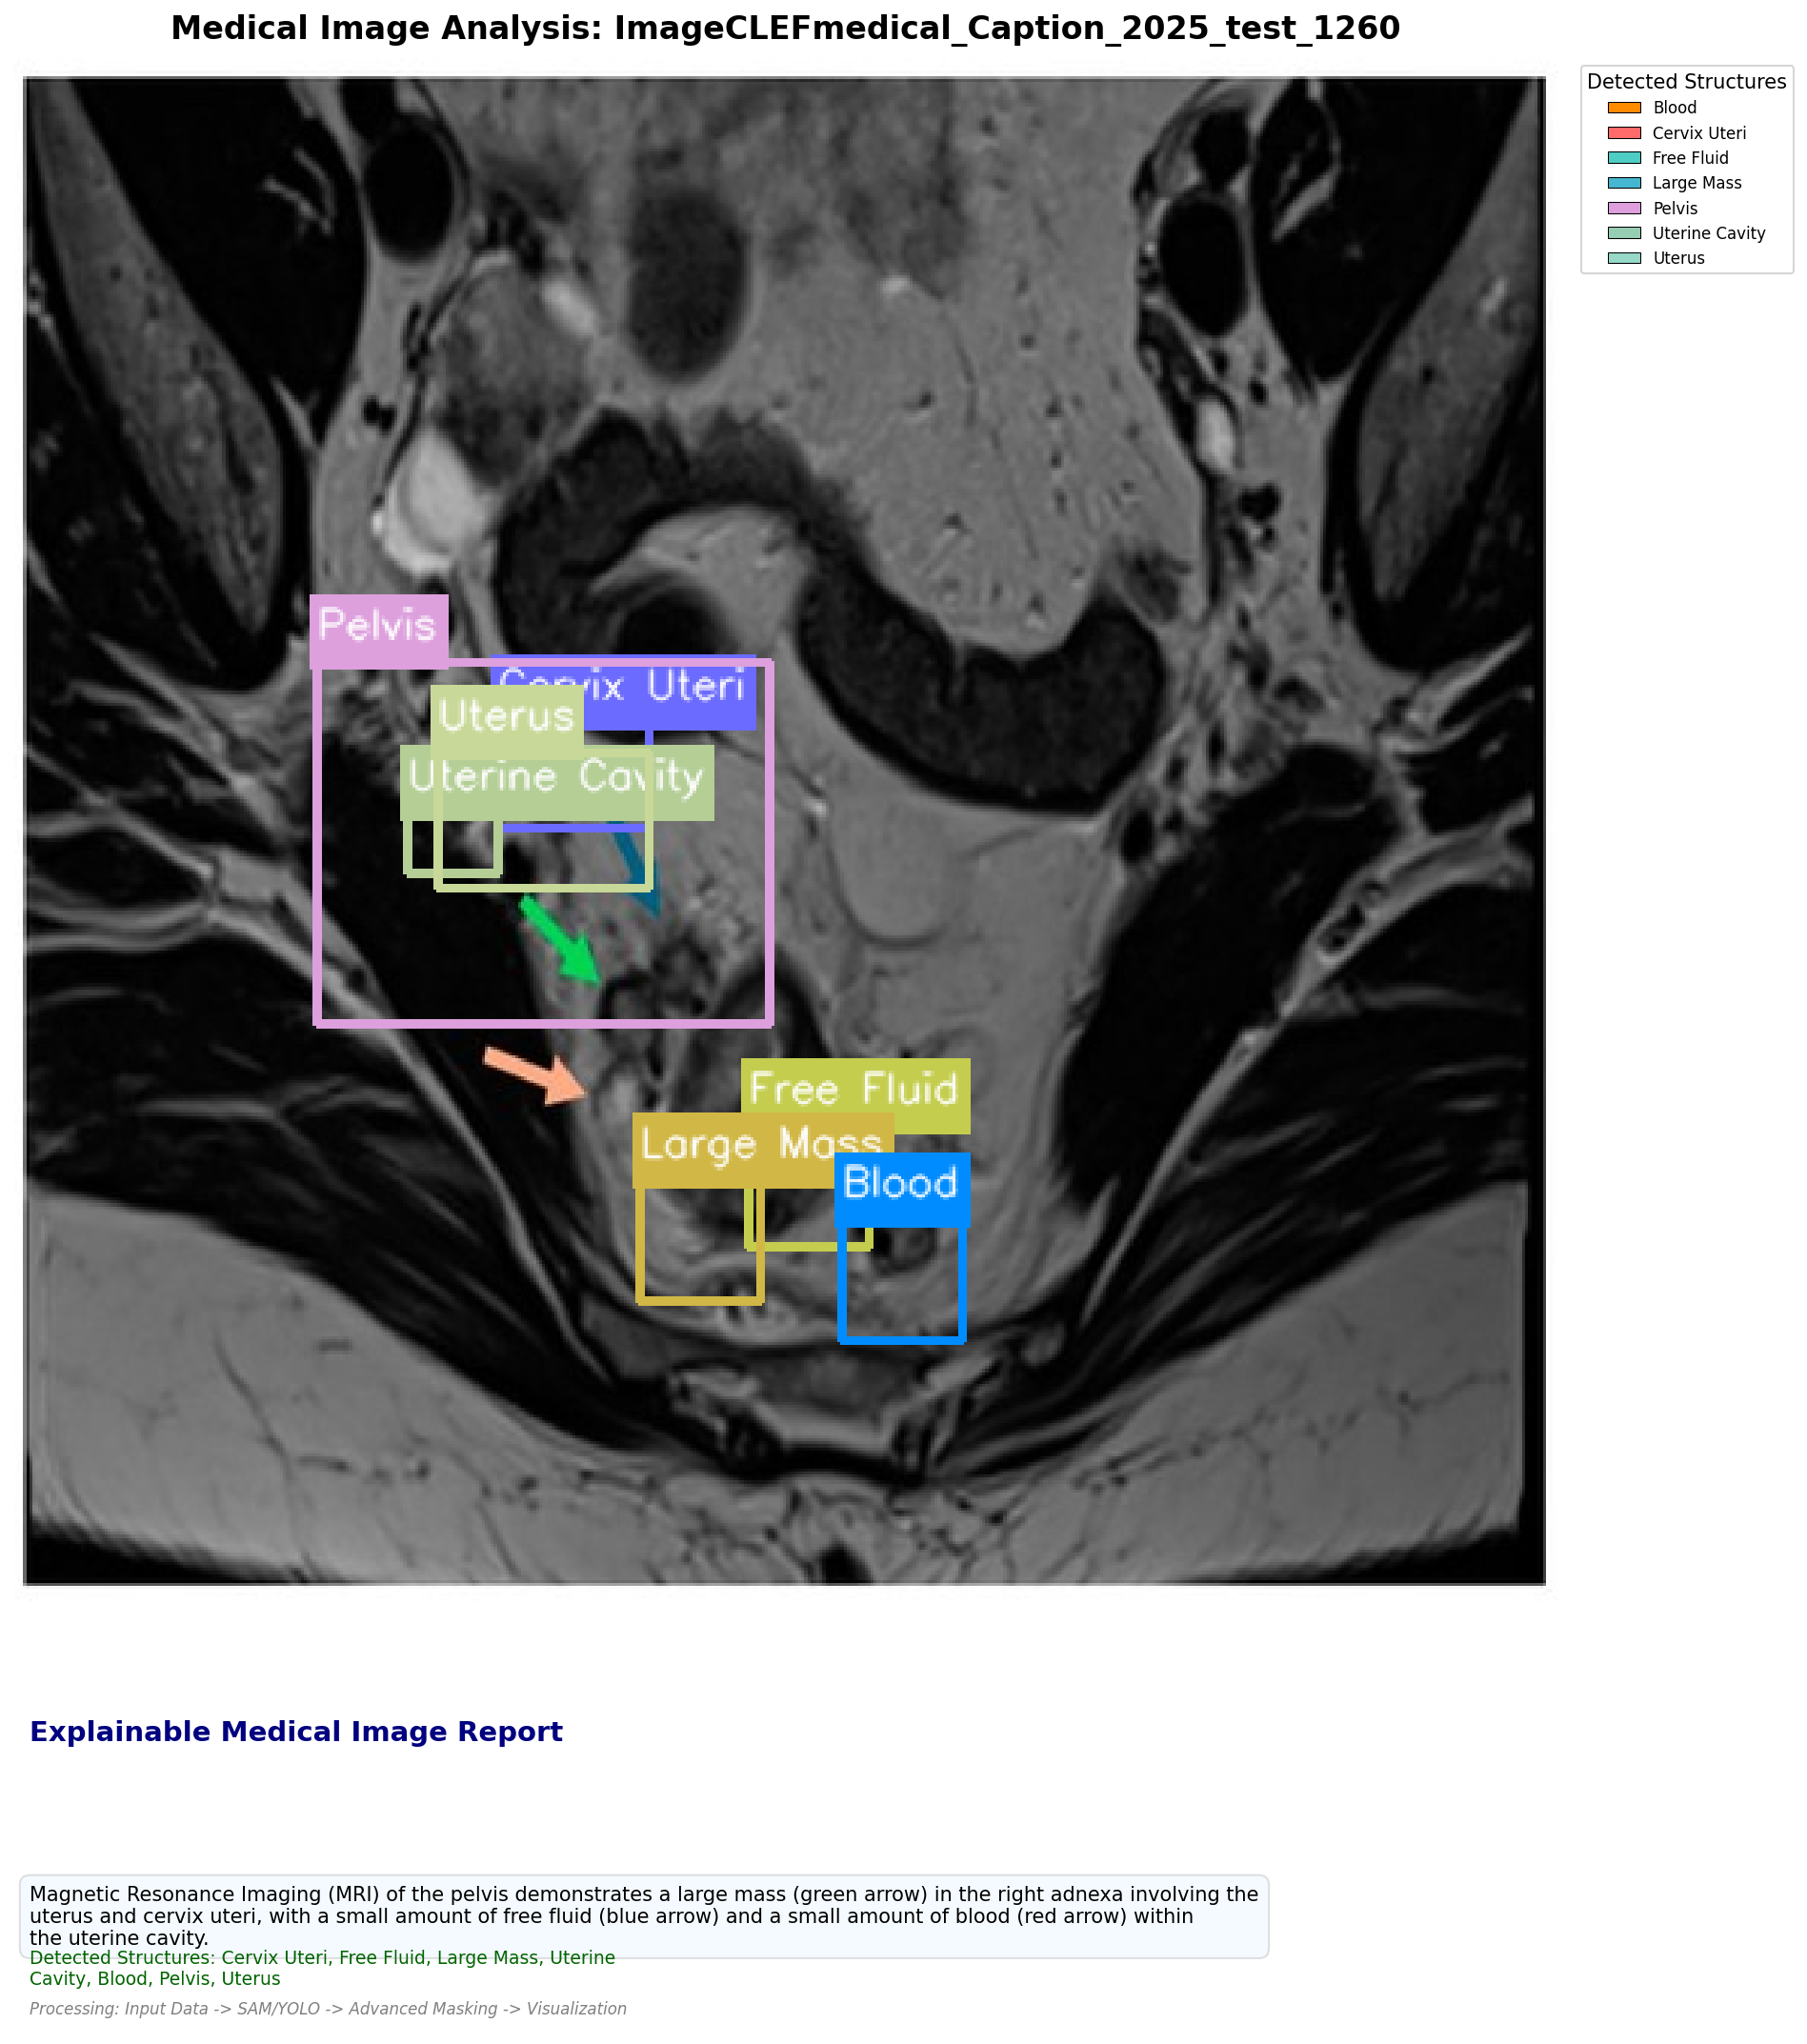 Medical Image Analysis: ImageCLEFmedical_Caption_2025_test_1260
Detected Structures
Blood
Cervix Uteri
Free Fluid
Large Mass
Pelvis
Uterine Cavity
Uterus
Pelvis
Cervix Uteri
Uterus
Uterine Cavity
Free Fluid
Large Mass
Blood
Explainable Medical Image Report
Magnetic Resonance Imaging (MRI) of the pelvis demonstrates a large mass (green arrow) in the right adnexa involving the
uterus and cervix uteri, with a small amount of free fluid (blue arrow) and a small amount of blood (red arrow) within
the uterine cavity.
Detected Structures: Cervix Uteri, Free Fluid, Large Mass, Uterine
Cavity, Blood, Pelvis, Uterus
Processing: Input Data -> SAM/YOLO -> Advanced Masking -> Visualization